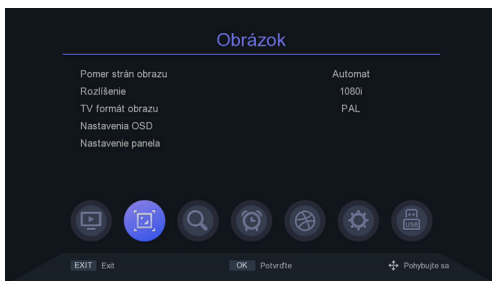 Obrázok
Pomer strán obrazu Automat
Rozlíšenie 1080i
TV formát obrazu PAL
Nastavenia OSD
Nastavenie panela
USB
EXIT Exit OK Potvrďte Pohybujte sa